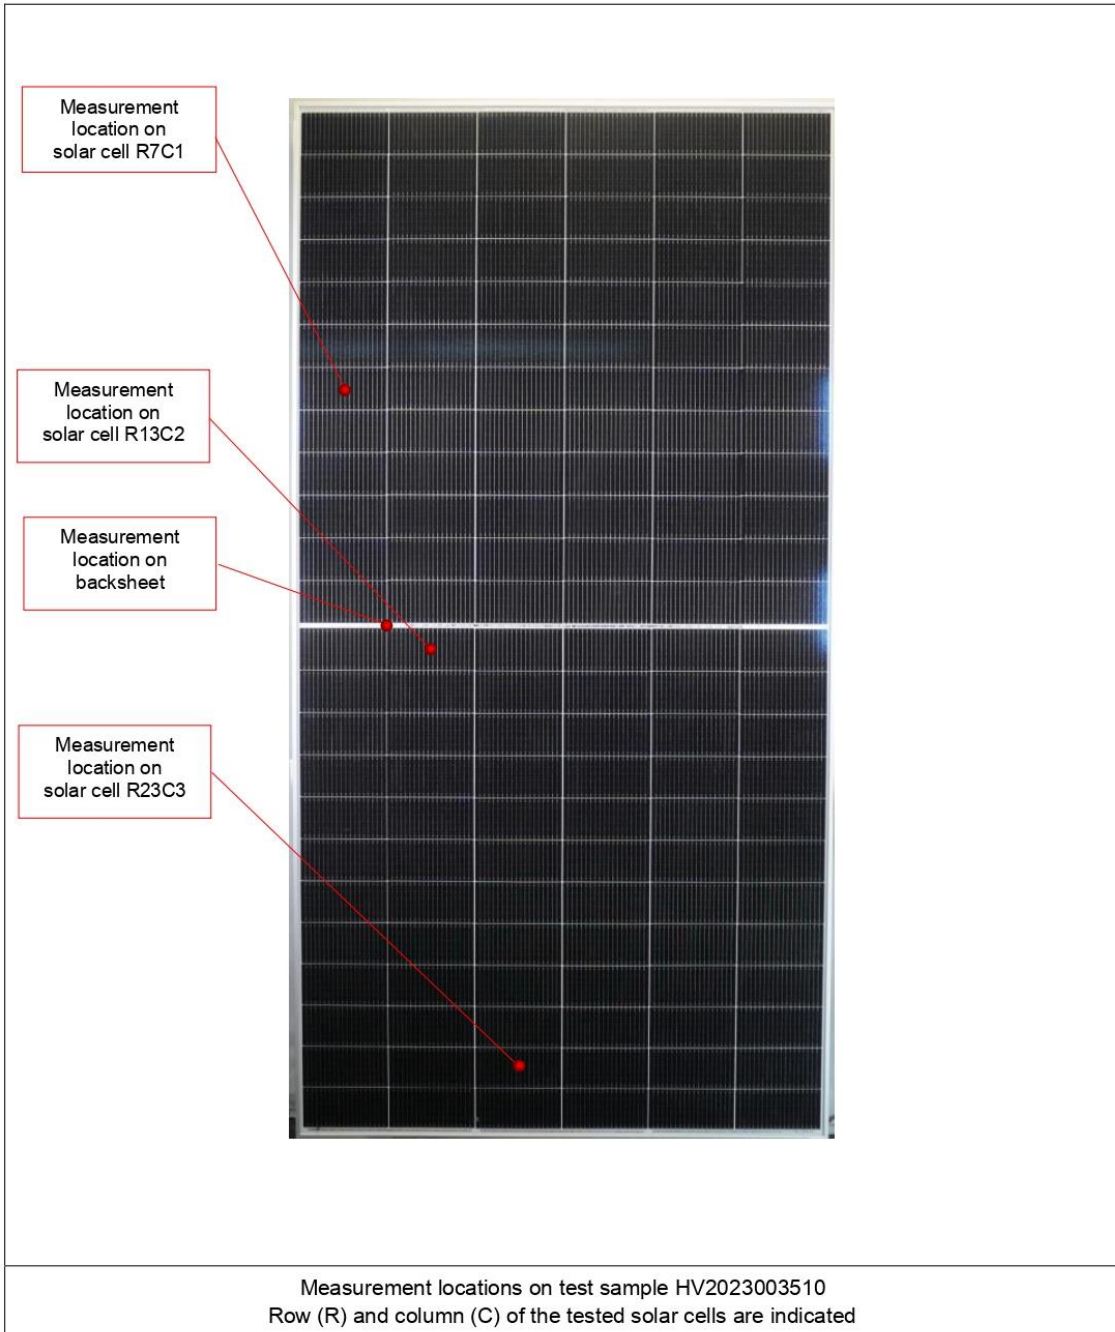 Measurement
location on
solar cell R7C1
Measurement
location on
solar cell R13C2
Measurement
location on
backsheet
Measurement
location on
solar cell R23C3
Measurement locations on test sample HV2023003510
Row (R) and column (C) of the tested solar cells are indicated